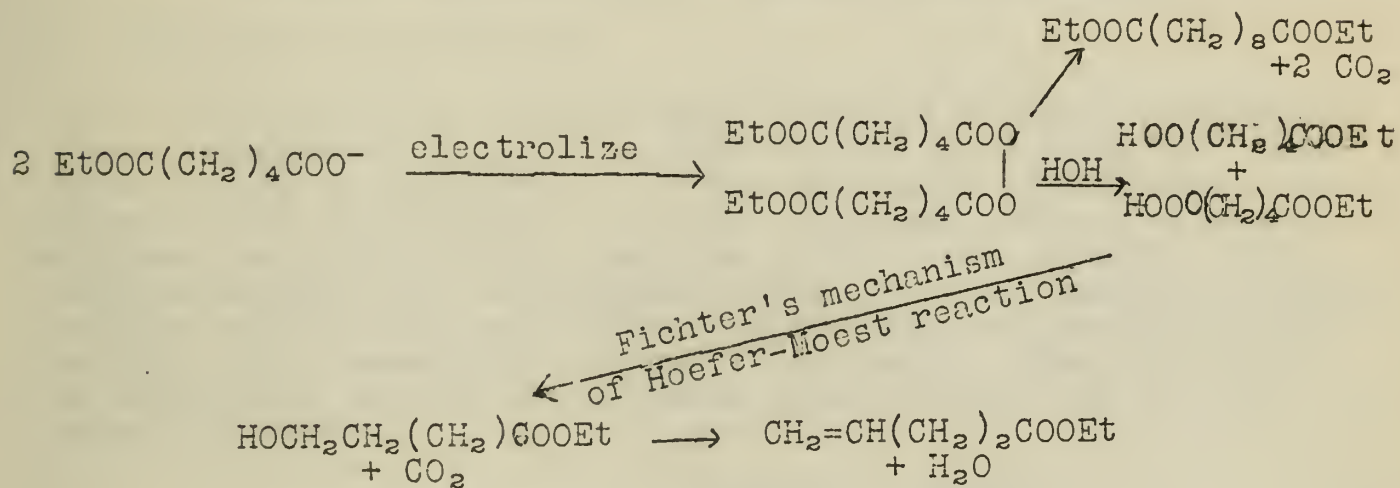 EtOOC(CH₂)₈COOEt
+2 CO₂
2 EtOOC(CH₂)₄COO⁻
electrolize
EtOOC(CH₂)₄COO
EtOOC(CH₂)₄COO
HOH
HOO(CH₂)₄COOEt
+
HOOO(CH₂)₄COOEt
Fichter's mechanism
of Hoefer-Moest reaction
HOCH₂CH₂(CH₂)COOEt
+ CO₂
CH₂=CH(CH₂)₂COOEt
+ H₂O